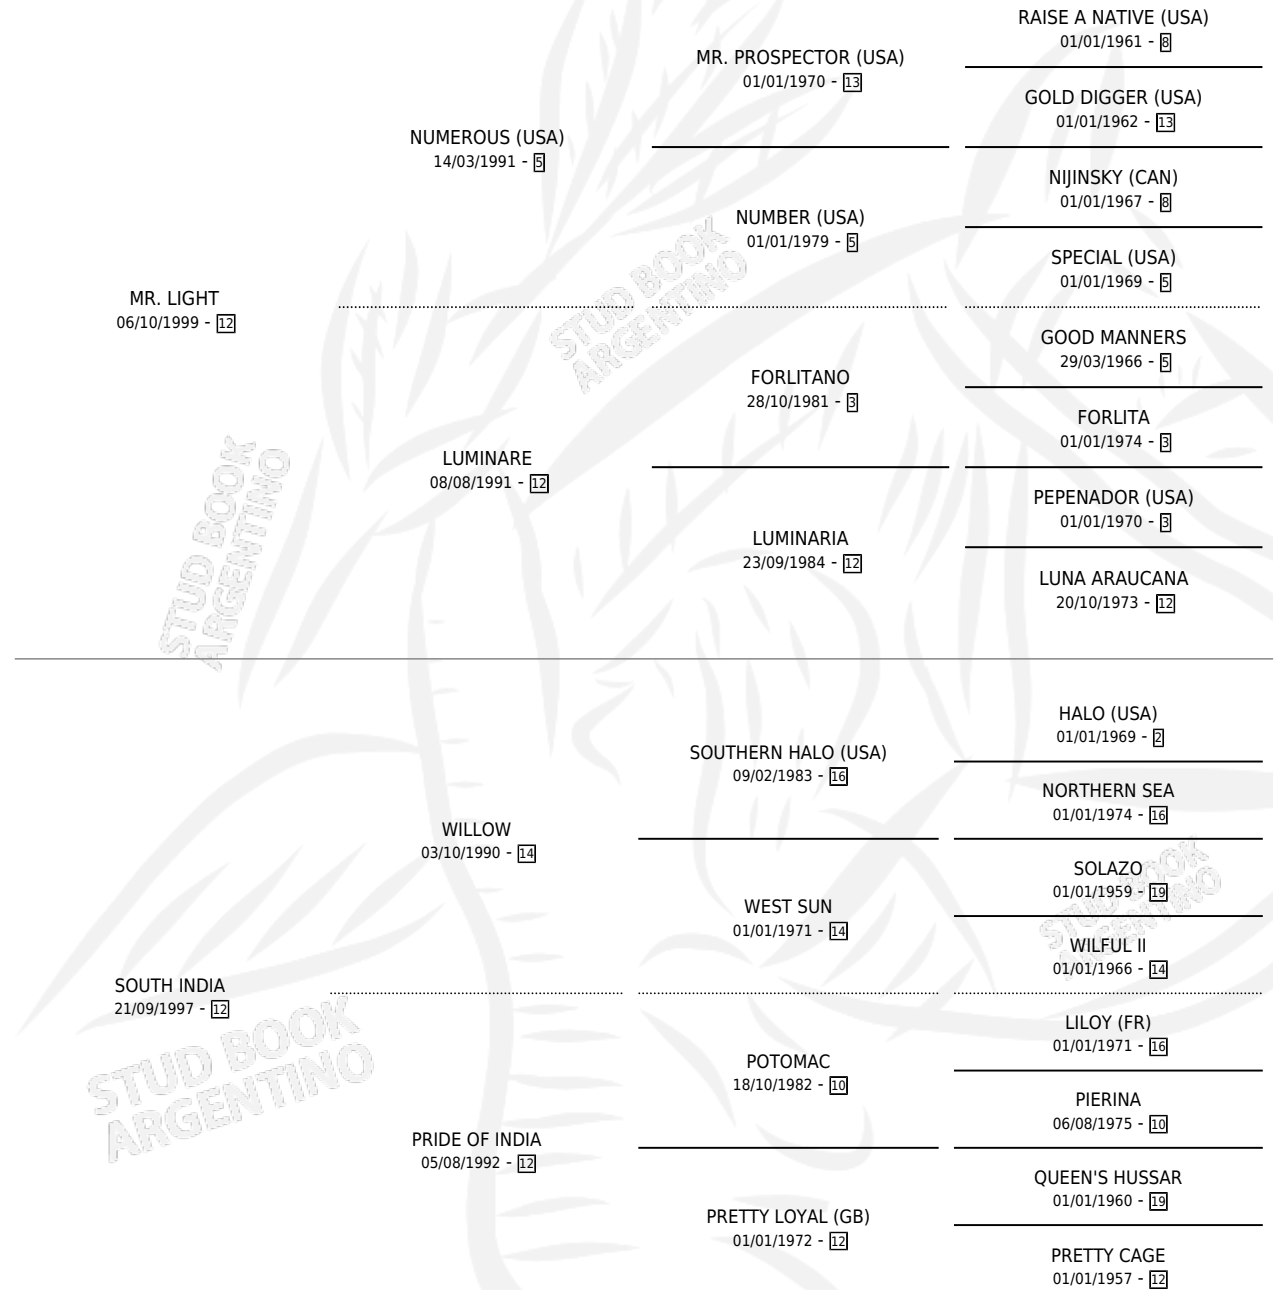 RAISE A NATIVE (USA)
01/01/1961 - 8
MR. PROSPECTOR (USA)
01/01/1970 - 13
GOLD DIGGER (USA)
01/01/1962 - 13
NUMEROUS (USA)
14/03/1991 - 5
NIJINSKY (CAN)
01/01/1967 - 8
NUMBER (USA)
01/01/1979 - 5
SPECIAL (USA)
01/01/1969 - 5
MR. LIGHT
06/10/1999 - 12
STUD BOOK
ARGENTINO
GOOD MANNERS
29/03/1966 - 5
FORLITANO
28/10/1981 - 3
FORLITA
01/01/1974 - 3
LUMINARE
08/08/1991 - 12
PEPENADOR (USA)
01/01/1970 - 3
LUMINARIA
23/09/1984 - 12
LUNA ARAUCANA
20/10/1973 - 12
STUD BOOK
ARGENTINO
HALO (USA)
01/01/1969 - 2
SOUTHERN HALO (USA)
09/02/1983 - 16
NORTHERN SEA
01/01/1974 - 16
WILLOW
03/10/1990 - 14
SOLAZO
01/01/1959 - 19
WEST SUN
01/01/1971 - 14
WILFUL II
01/01/1966 - 14
STUD BOOK
ARGENTINO
SOUTH INDIA
21/09/1997 - 12
LILOY (FR)
01/01/1971 - 16
POTOMAC
18/10/1982 - 10
PIERINA
06/08/1975 - 10
STUD BOOK
ARGENTINO
PRIDE OF INDIA
05/08/1992 - 12
QUEEN'S HUSSAR
01/01/1960 - 19
PRETTY LOYAL (GB)
01/01/1972 - 12
PRETTY CAGE
01/01/1957 - 12